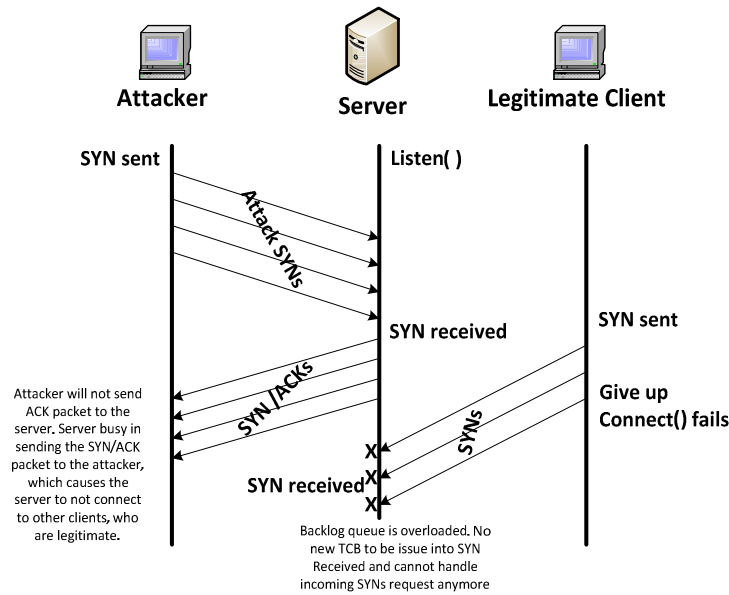 Attacker
Server
Legitimate Client
SYN sent
Listen( )
Attack SYNs
SYN received
SYN sent
SYN /ACKs
SYNs
Give up
Connect() fails
Attacker will not send
ACK packet to the
server. Server busy in
sending the SYN/ACK
packet to the attacker,
which causes the
server to not connect
to other clients, who
are legitimate.
X
X
SYN received
X
Backlog queue is overloaded. No
new TCB to be issue into SYN
Received and cannot handle
incoming SYNs request anymore